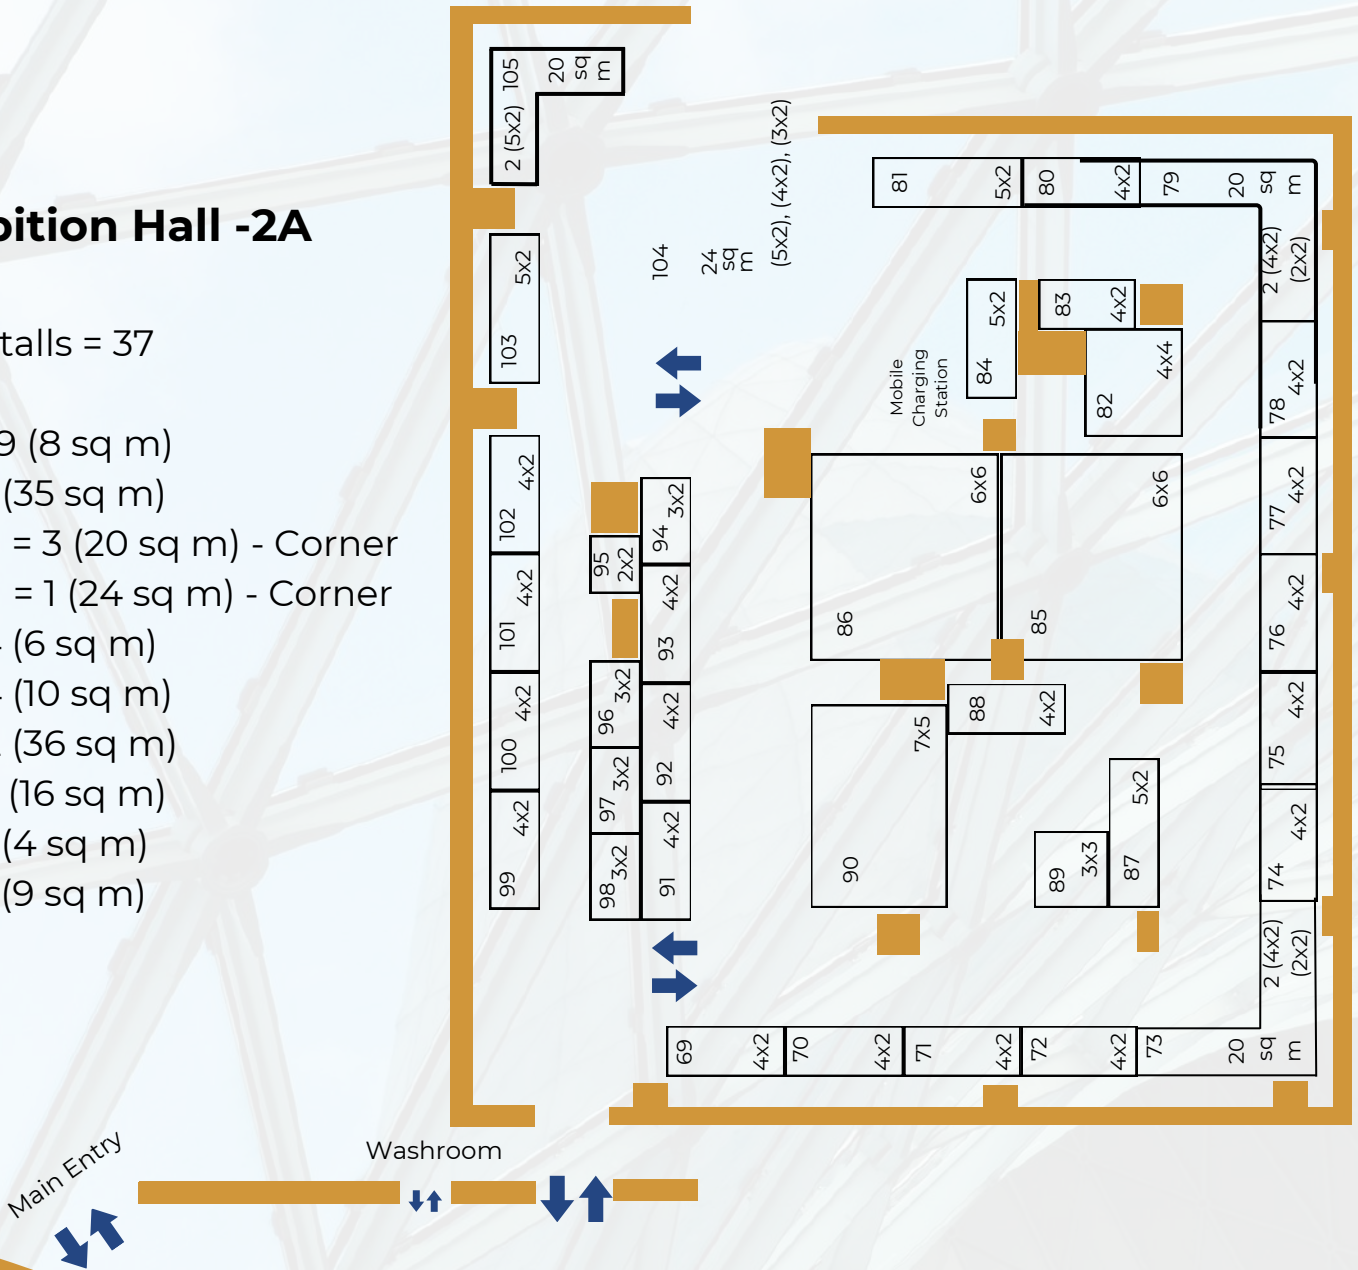 bition Hall -2A
talls = 37
9 (8 sq m)
(35 sq m)
= 3 (20 sq m) - Corner
= 1 (24 sq m) - Corner
(6 sq m)
(10 sq m)
(36 sq m)
(16 sq m)
(4 sq m)
(9 sq m)
105
2 (5x2)
20
sq
m
103
5x2
102
4x2
101
4x2
100
4x2
99
4x2
104
24
sq
m
(5x2), (4x2), (3x2)
94
3x2
95
2x2
93
4x2
96
3x2
92
4x2
97
3x2
91
4x2
98
3x2
81
5x2
80
4x2
79
20
sq
m
2 (4x2)
(2x2)
84
5x2
83
4x2
82
4x4
Mobile
Charging
Station
86
6x6
85
6x6
88
4x2
90
7x5
89
3x3
87
5x2
78
4x2
77
4x2
76
4x2
75
4x2
74
4x2
2 (4x2)
(2x2)
69
4x2
70
4x2
71
4x2
72
4x2
73
20
sq
m
Washroom
Main Entry